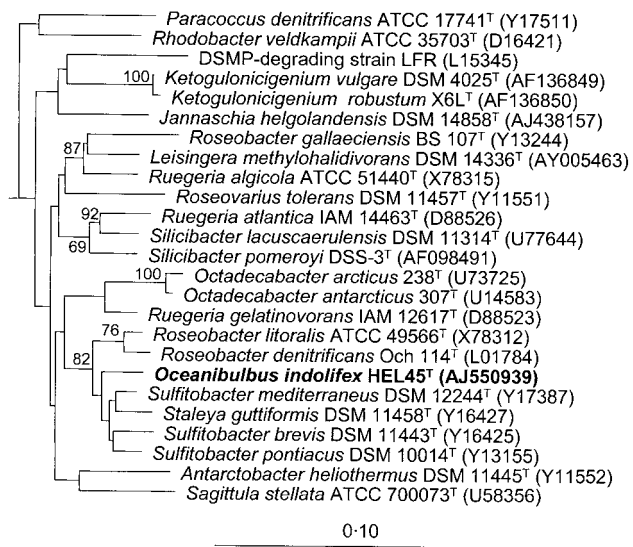 Paracoccus denitrificans ATCC 17741ᵀ (Y17511)
Rhodobacter veldkampii ATCC 35703ᵀ (D16421)
DSMP-degrading strain LFR (L15345)
100 Ketogulonicigenium vulgare DSM 4025ᵀ (AF136849)
Ketogulonicigenium robustum X6Lᵀ (AF136850)
Jannaschia helgolandensis DSM 14858ᵀ (AJ438157)
Roseobacter gallaeciensis BS 107ᵀ (Y13244)
87 Leisingera methylohalidivorans DSM 14336ᵀ (AY005463)
Ruegeria algicola ATCC 51440ᵀ (X78315)
Roseovarius tolerans DSM 11457ᵀ (Y11551)
92 Ruegeria atlantica IAM 14463ᵀ (D88526)
Silicibacter lacuscaerulensis DSM 11314ᵀ (U77644)
69 Silicibacter pomeroyi DSS-3ᵀ (AF098491)
100 Octadecabacter arcticus 238ᵀ (U73725)
Octadecabacter antarcticus 307ᵀ (U14583)
Ruegeria gelatinovorans IAM 12617ᵀ (D88523)
76 Roseobacter litoralis ATCC 49566ᵀ (X78312)
82 Roseobacter denitrificans Och 114ᵀ (L01784)
Oceanibulbus indolifex HEL45ᵀ (AJ550939)
Sulfitobacter mediterraneus DSM 12244ᵀ (Y17387)
Staleya guttiformis DSM 11458ᵀ (Y16427)
Sulfitobacter brevis DSM 11443ᵀ (Y16425)
Sulfitobacter pontiacus DSM 10014ᵀ (Y13155)
Antarctobacter heliothermus DSM 11445ᵀ (Y11552)
Sagittula stellata ATCC 700073ᵀ (U58356)
0·10